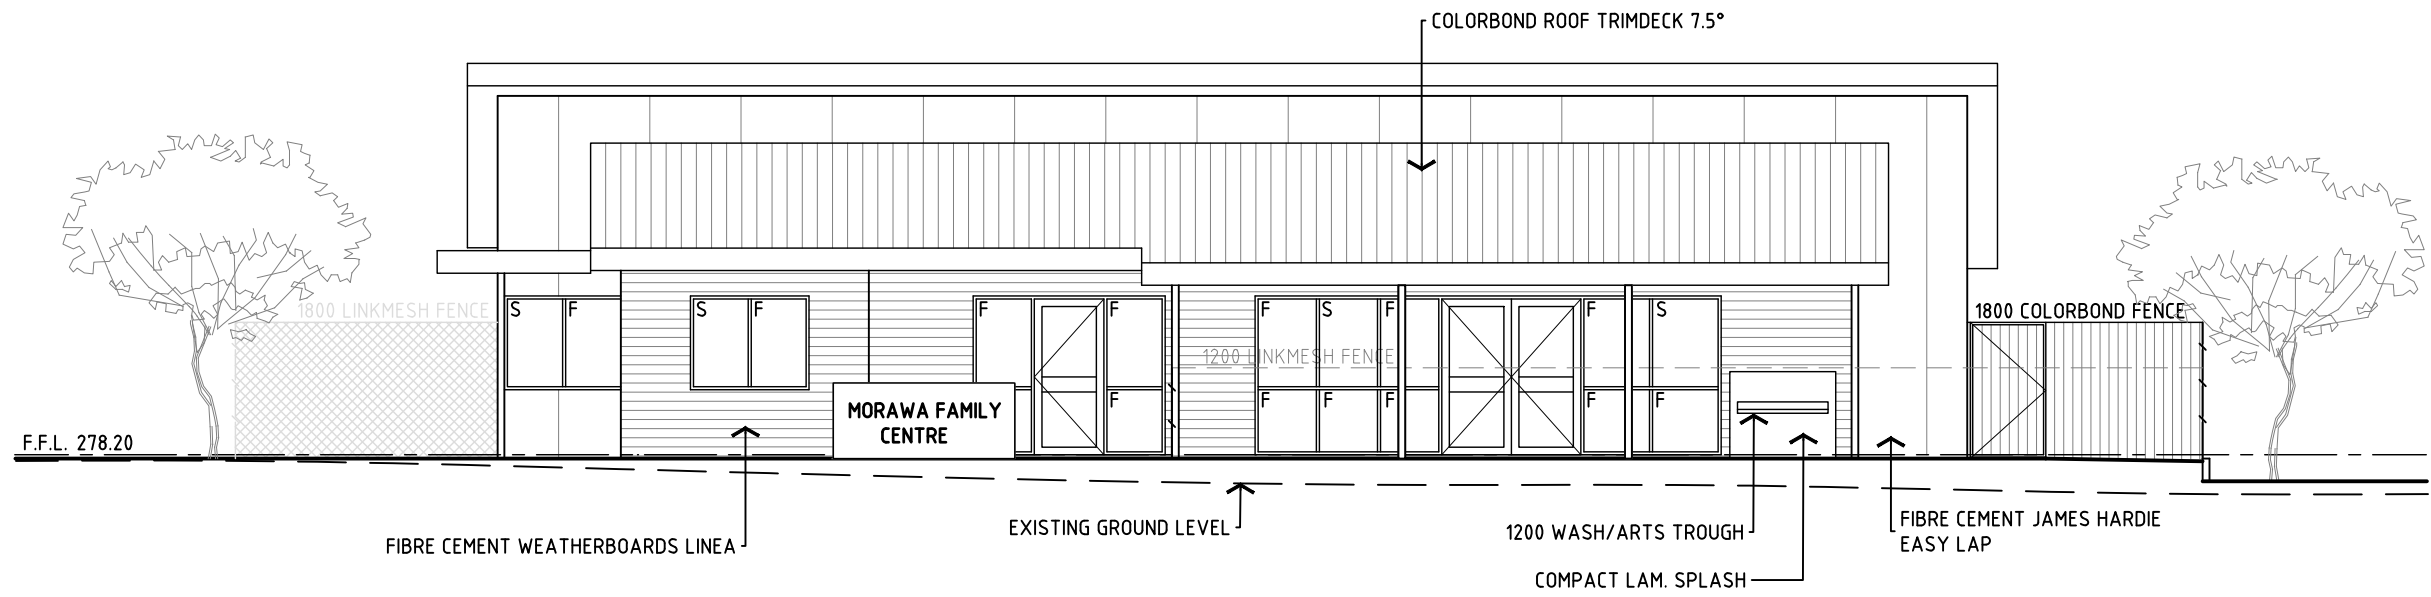 COLORBOND ROOF TRIMDECK 7.5°
1800 LINKMESH FENCE
S F
S F
F F
F S F
F S
1800 COLORBOND FENCE
1200 LINKMESH FENCE
F
F F F
F F
MORAWA FAMILY
CENTRE
F.F.L. 278.20
FIBRE CEMENT WEATHERBOARDS LINEA
EXISTING GROUND LEVEL
1200 WASH/ARTS TROUGH
COMPACT LAM. SPLASH
FIBRE CEMENT JAMES HARDIE
EASY LAP